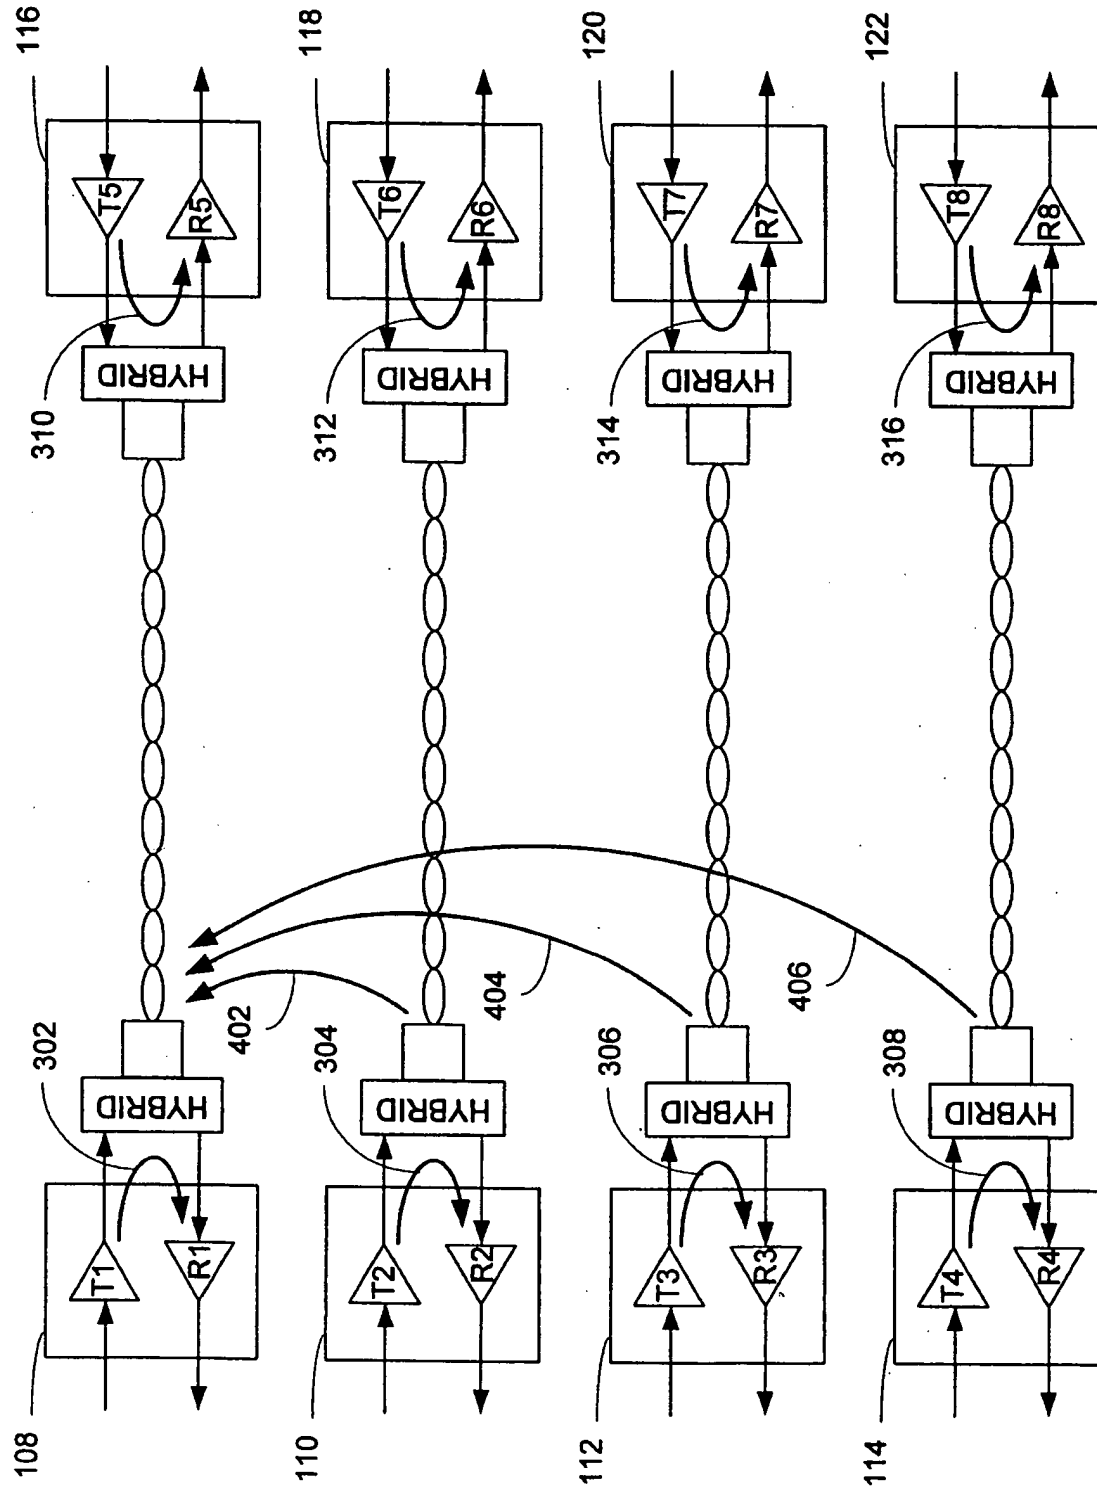 116
118
120
122
T5
R5
T6
R6
T7
R7
T8
R8
310
312
314
316
HYBRID
HYBRID
HYBRID
HYBRID
402
404
406
302
304
306
308
HYBRID
HYBRID
HYBRID
HYBRID
T1
R1
T2
R2
T3
R3
T4
R4
108
110
112
114